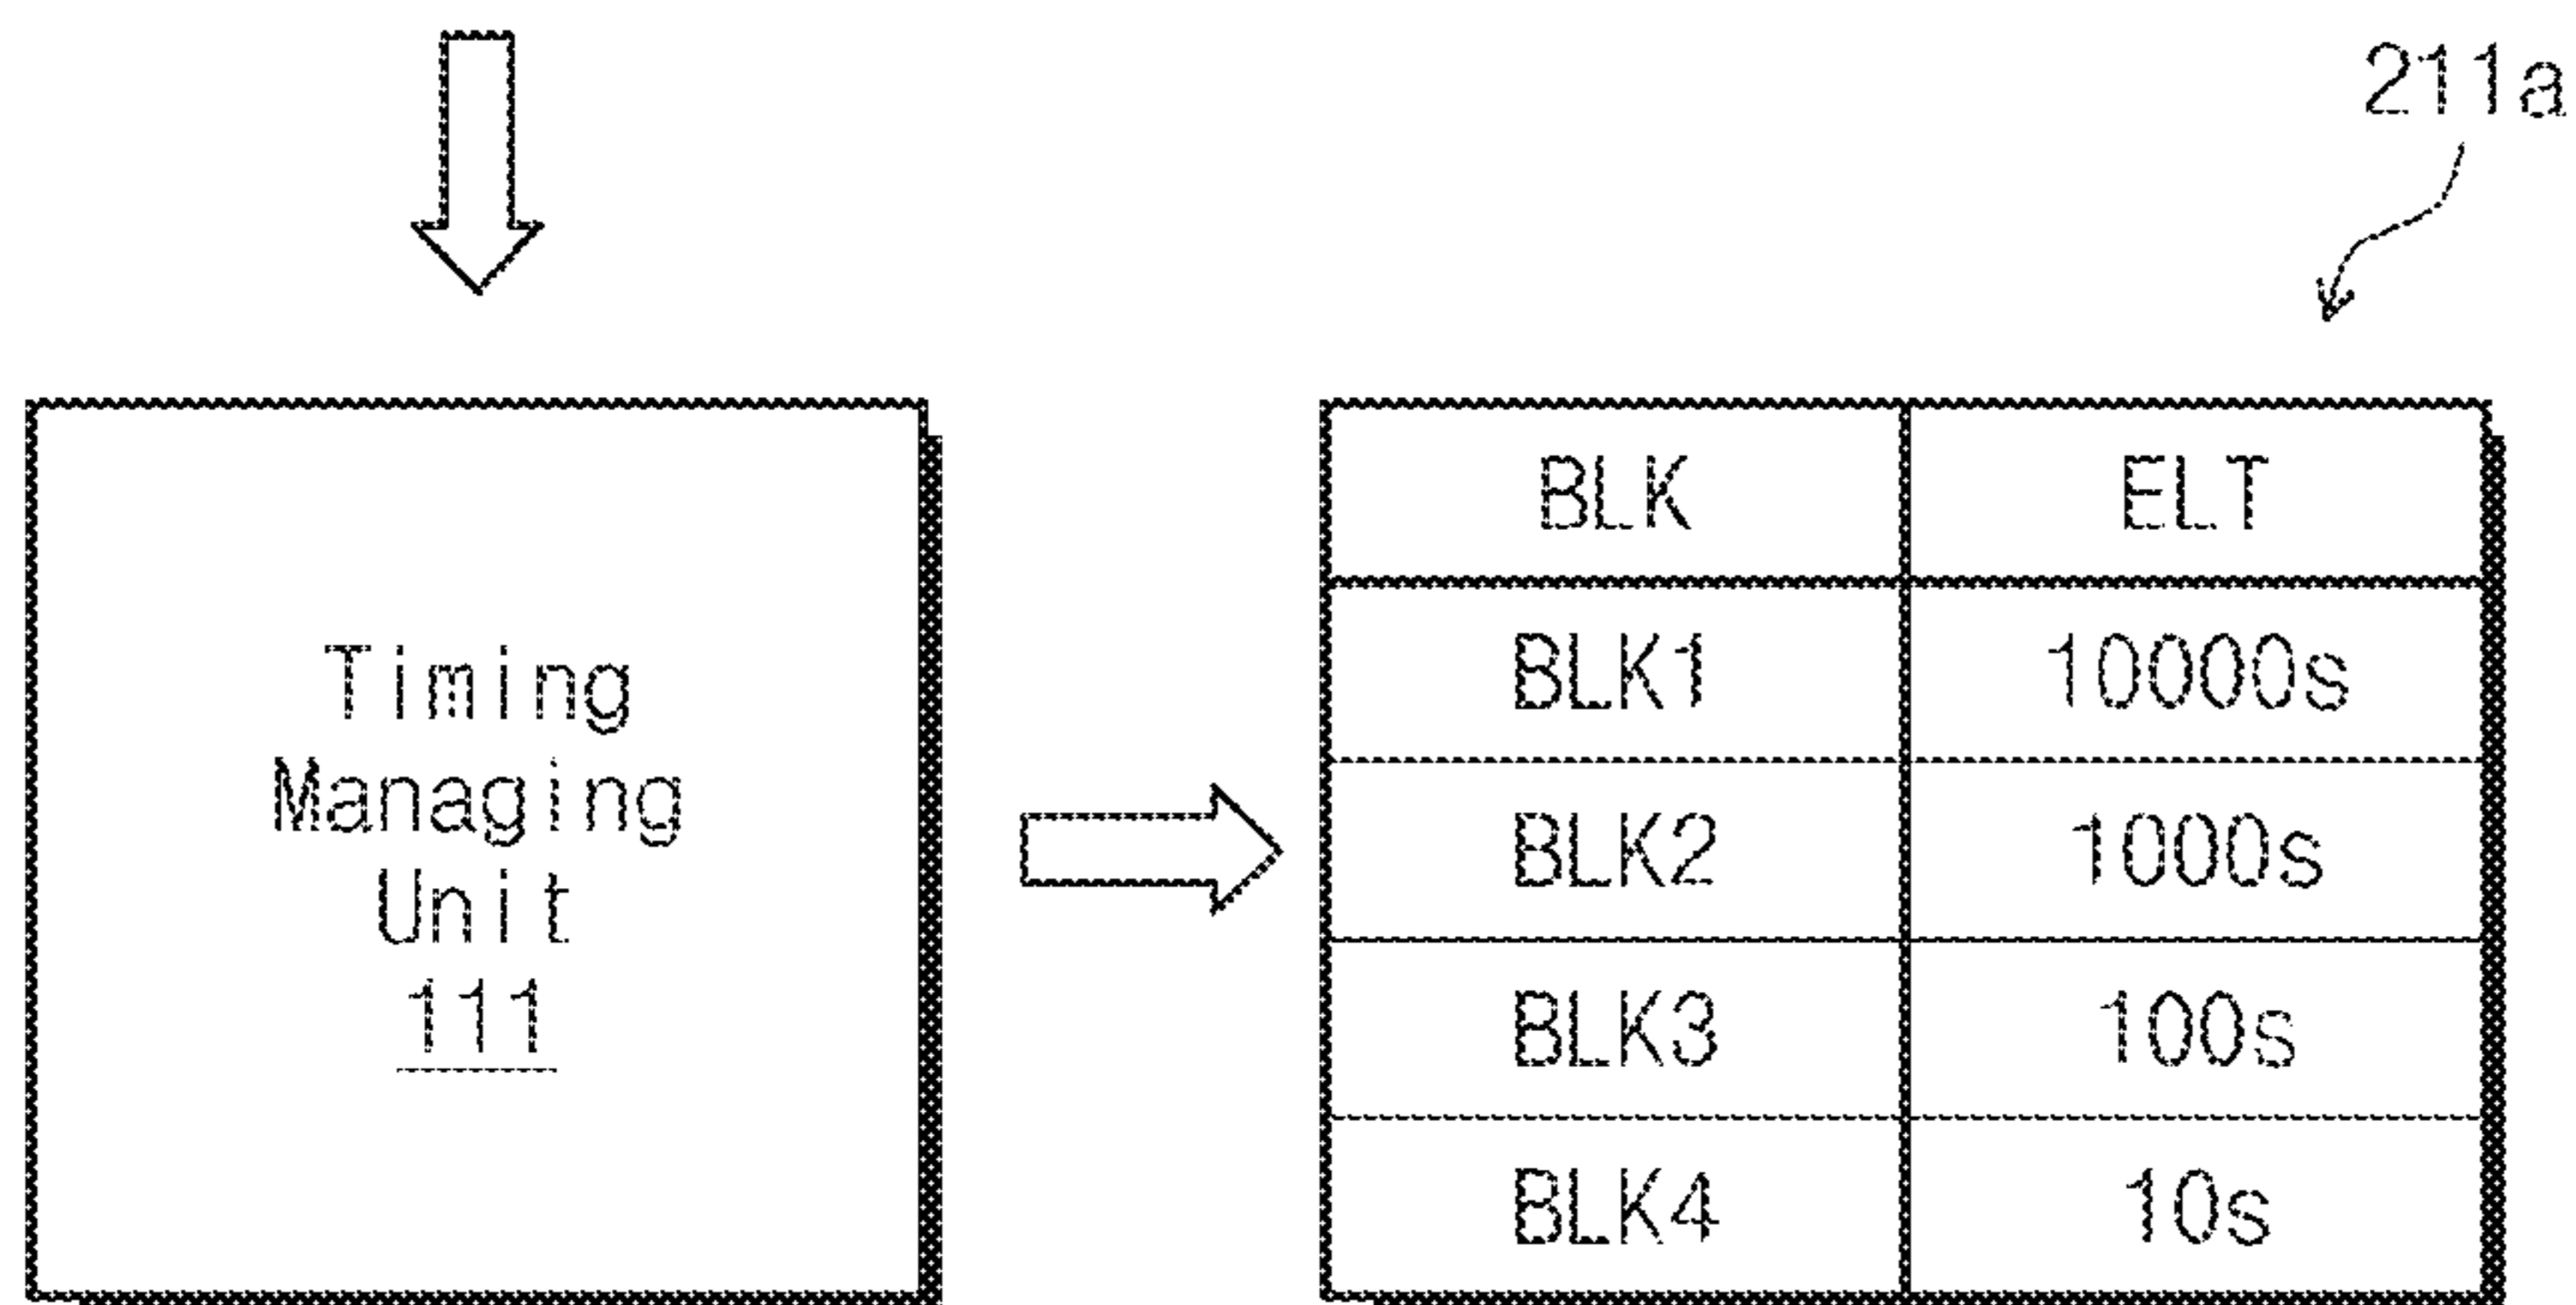 211a
Timing
Managing
Unit
111
BLK ELT
BLK1 10000s
BLK2 1000s
BLK3 100s
BLK4 10s